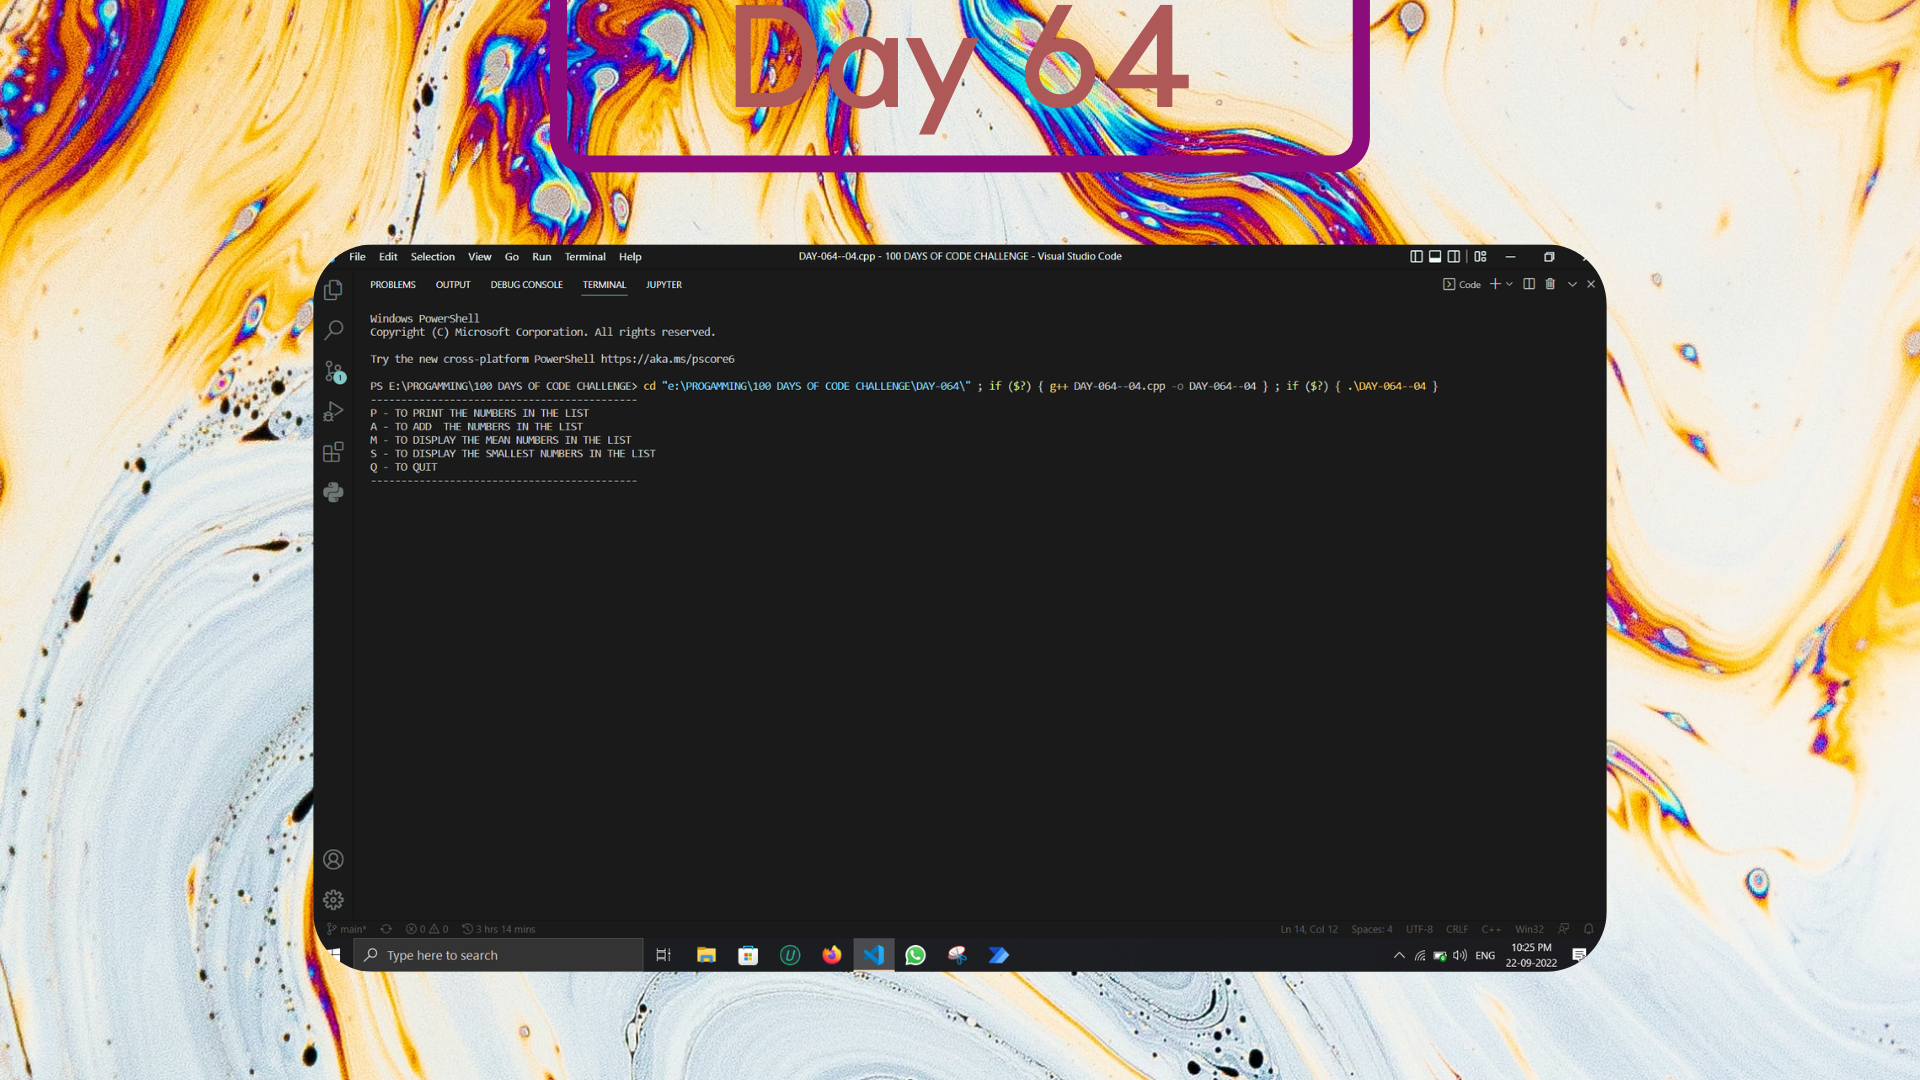 Day 64
File Edit Selection View Go Run Terminal Help DAY-064--04.cpp - 100 DAYS OF CODE CHALLENGE - Visual Studio Code
PROBLEMS OUTPUT DEBUG CONSOLE TERMINAL JUPYTER Code
Windows PowerShell
Copyright (C) Microsoft Corporation. All rights reserved.
Try the new cross-platform PowerShell https://aka.ms/pscore6
PS E:\PROGAMMING\100 DAYS OF CODE CHALLENGE> cd "e:\PROGAMMING\100 DAYS OF CODE CHALLENGE\DAY-064\" ; if ($?) { g++ DAY-064--04.cpp -o DAY-064--04 } ; if ($?) { .\DAY-064--04 }
--------------------------------------------
P - TO PRINT THE NUMBERS IN THE LIST
A - TO ADD  THE NUMBERS IN THE LIST
M - TO DISPLAY THE MEAN NUMBERS IN THE LIST
S - TO DISPLAY THE SMALLEST NUMBERS IN THE LIST
Q - TO QUIT
--------------------------------------------
1
main* 0 0 3 hrs 14 mins Ln 14, Col 12 Spaces: 4 UTF-8 CRLF C++ Win32
Type here to search ENG 10:25 PM
22-09-2022